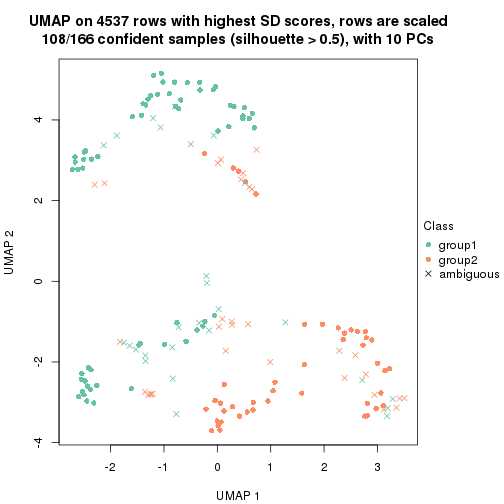 UMAP on 4537 rows with highest SD scores, rows are scaled
108/166 confident samples (silhouette > 0.5), with 10 PCs
4
2
0
-2
-4
UMAP 2
-2
-1
0
1
2
3
UMAP 1
Class
group1
group2
ambiguous